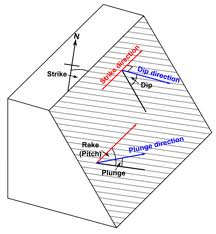 N
Strike
Strike direction
Dip direction
Dip
Rake
(Pitch)
Plunge direction
Plunge